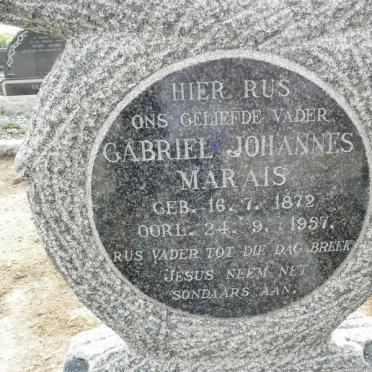 HIER RUS
ONS GELIEFDE VADER
GABRIEL JOHANNES
MARAIS
GEB. 16. 7. 1872
OORL. 24. 9. 1957.
RUS VADER TOT DIE DAG BREEK
JESUS NEEM NET
SONDAARS AAN.